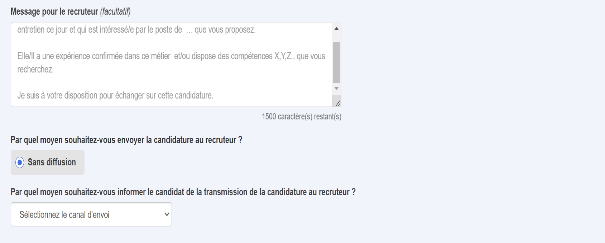 Message pour le recruteur (facultatif)
entretien ce jour et qui est intéressé/e par le poste de ... que vous proposez.
Elle/Il a une expérience confirmée dans ce métier et/ou dispose des compétences X,Y,Z.. que vous
recherchez.
Je suis à votre disposition pour échanger sur cette candidature.
1500 caractère(s) restant(s)
Par quel moyen souhaitez-vous envoyer la candidature au recruteur ?
Sans diffusion
Par quel moyen souhaitez-vous informer le candidat de la transmission de la candidature au recruteur ?
Sélectionnez le canal d'envoi